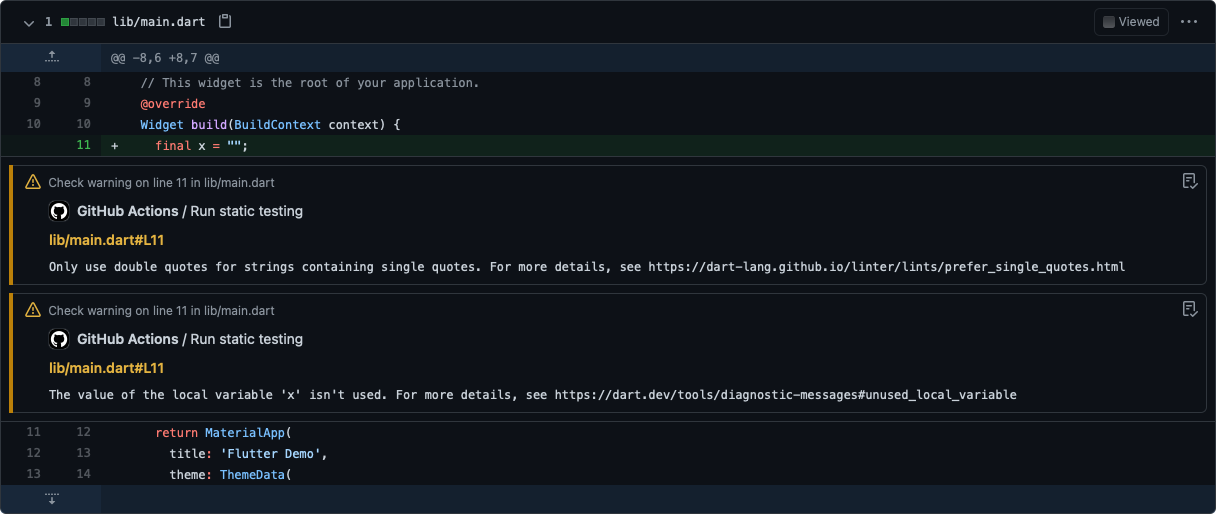 1 lib/main.dart Viewed
@@ -8,6 +8,7 @@
8 8 // This widget is the root of your application.
9 9 @override
10 10 Widget build(BuildContext context) {
11 + final x = "";
Check warning on line 11 in lib/main.dart
GitHub Actions / Run static testing
lib/main.dart#L11
Only use double quotes for strings containing single quotes. For more details, see https://dart-lang.github.io/linter/lints/prefer_single_quotes.html
Check warning on line 11 in lib/main.dart
GitHub Actions / Run static testing
lib/main.dart#L11
The value of the local variable 'x' isn't used. For more details, see https://dart.dev/tools/diagnostic-messages#unused_local_variable
11 12 return MaterialApp(
12 13 title: 'Flutter Demo',
13 14 theme: ThemeData(